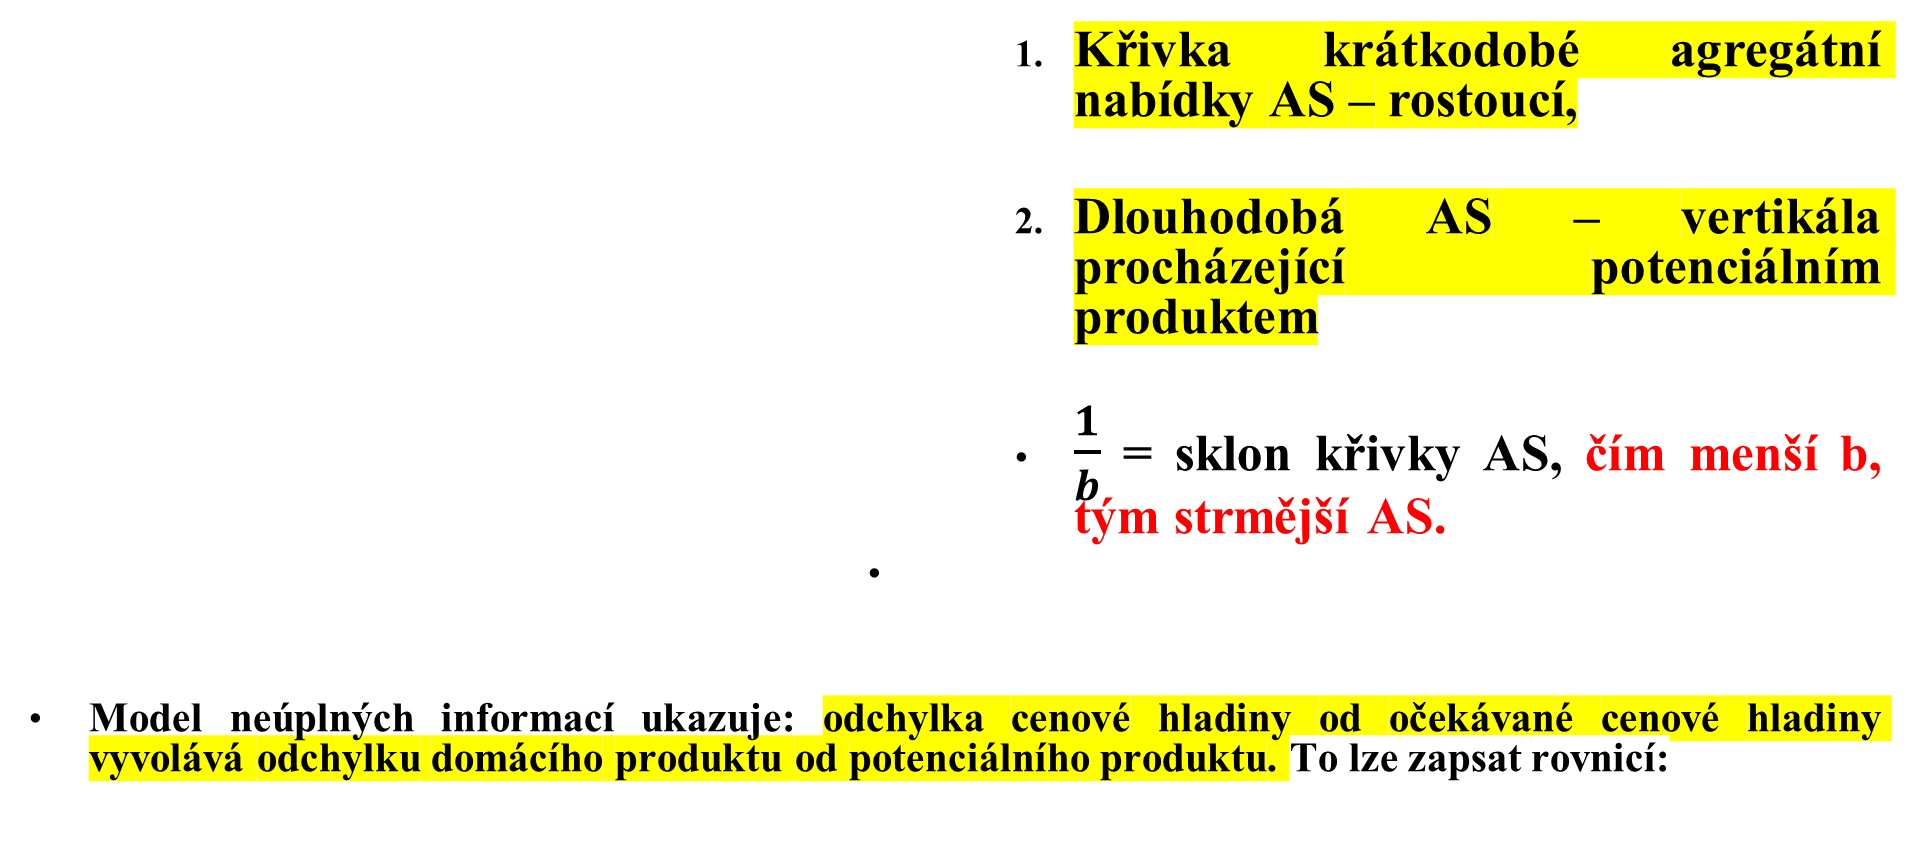 1. Křivka krátkodobé agregátní
nabídky AS – rostoucí,
2. Dlouhodobá AS – vertikála
procházející potenciálním
produktem
• 1/b = sklon křivky AS, čím menší b,
tým strmější AS.
•
• Model neúplných informací ukazuje: odchylka cenové hladiny od očekávané cenové hladiny
vyvolává odchylku domácího produktu od potenciálního produktu. To lze zapsat rovnicí: